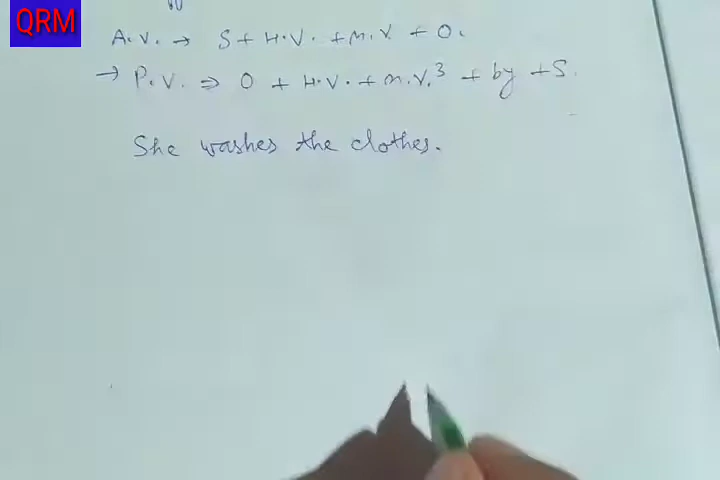 QRM
A.V. → S + H.V. + M.V. + O.
→ P.V. ⇒ O + H.V. + M.V.³ + by + S.
She washes the clothes.